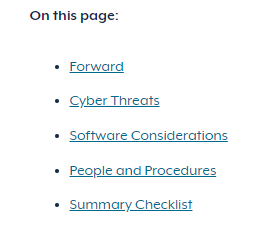 On this page:
Forward
Cyber Threats
Software Considerations
People and Procedures
Summary Checklist